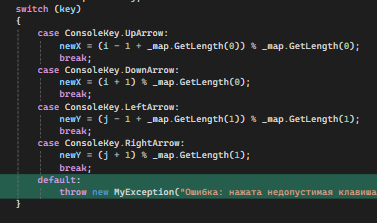 switch (key)
{
case ConsoleKey.UpArrow:
newX = (i - 1 + _map.GetLength(0)) % _map.GetLength(0);
break;
case ConsoleKey.DownArrow:
newX = (i + 1) % _map.GetLength(0);
break;
case ConsoleKey.LeftArrow:
newY = (j - 1 + _map.GetLength(1)) % _map.GetLength(1);
break;
case ConsoleKey.RightArrow:
newY = (j + 1) % _map.GetLength(1);
break;
default:
throw new MyException("Ошибка: нажата недопустимая клавиша
}